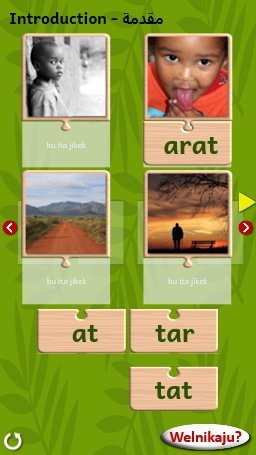 Introduction - مقدمة
bu ita jikek
arat
bu ita jikek
bu ita jikek
at
tar
tat
Welnikaju?